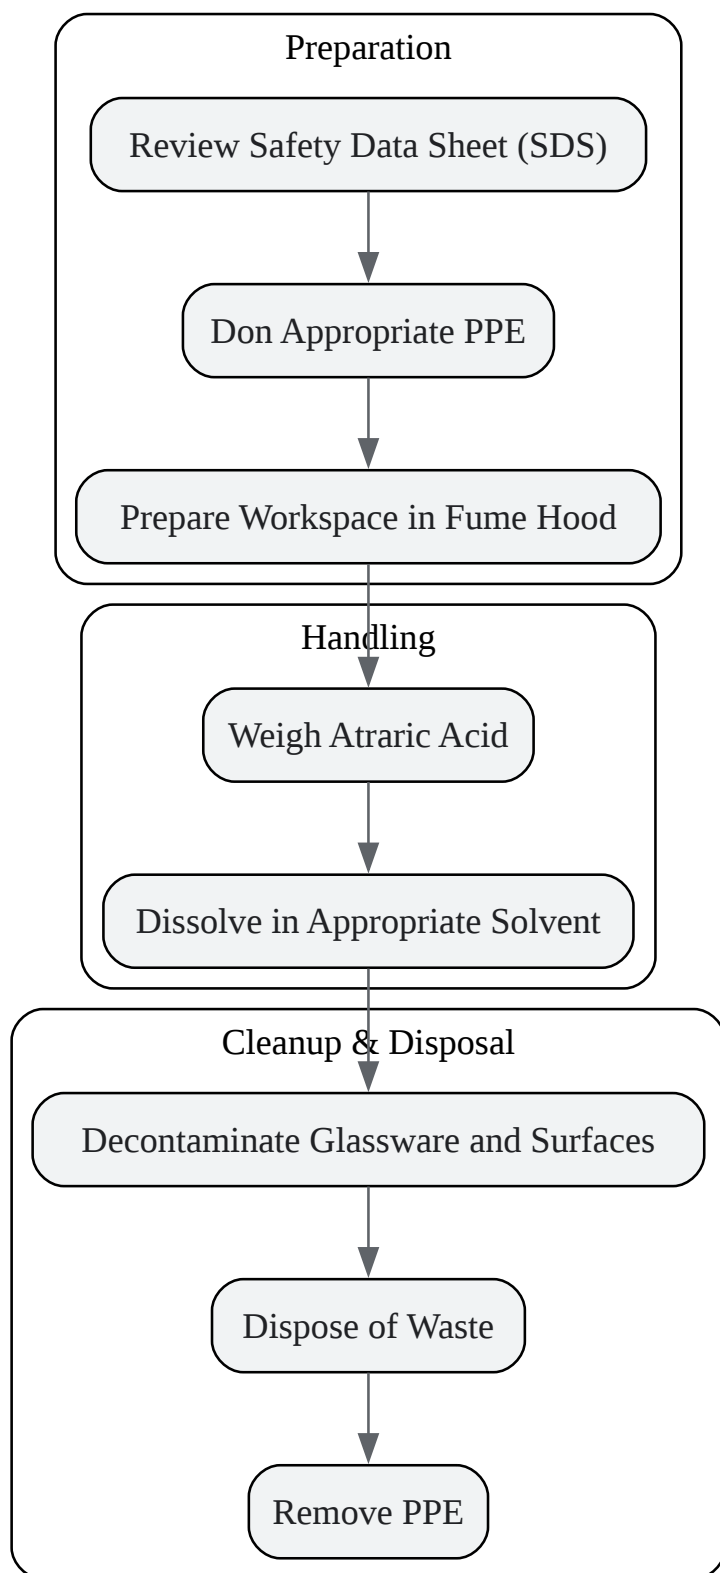 Preparation
Review Safety Data Sheet (SDS)
Don Appropriate PPE
Prepare Workspace in Fume Hood
Handling
Weigh Atraric Acid
Dissolve in Appropriate Solvent
Cleanup & Disposal
Decontaminate Glassware and Surfaces
Dispose of Waste
Remove PPE